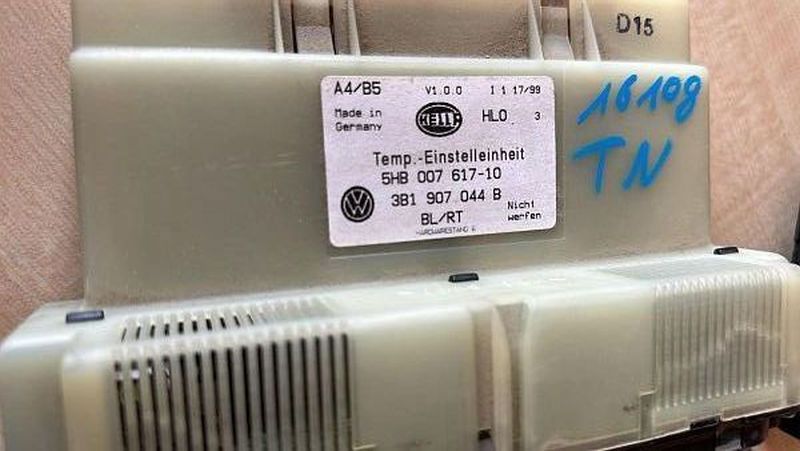 D15
A4/B5 V1.0.0 I 1 17/99
Made in
Germany
HELLA HLO 3
Temp.-Einstelleinheit
5HB 007 617-10
3B1 907 044 B
BL/RT
Nicht
werfen
HARDWARESTAND
16108
TN